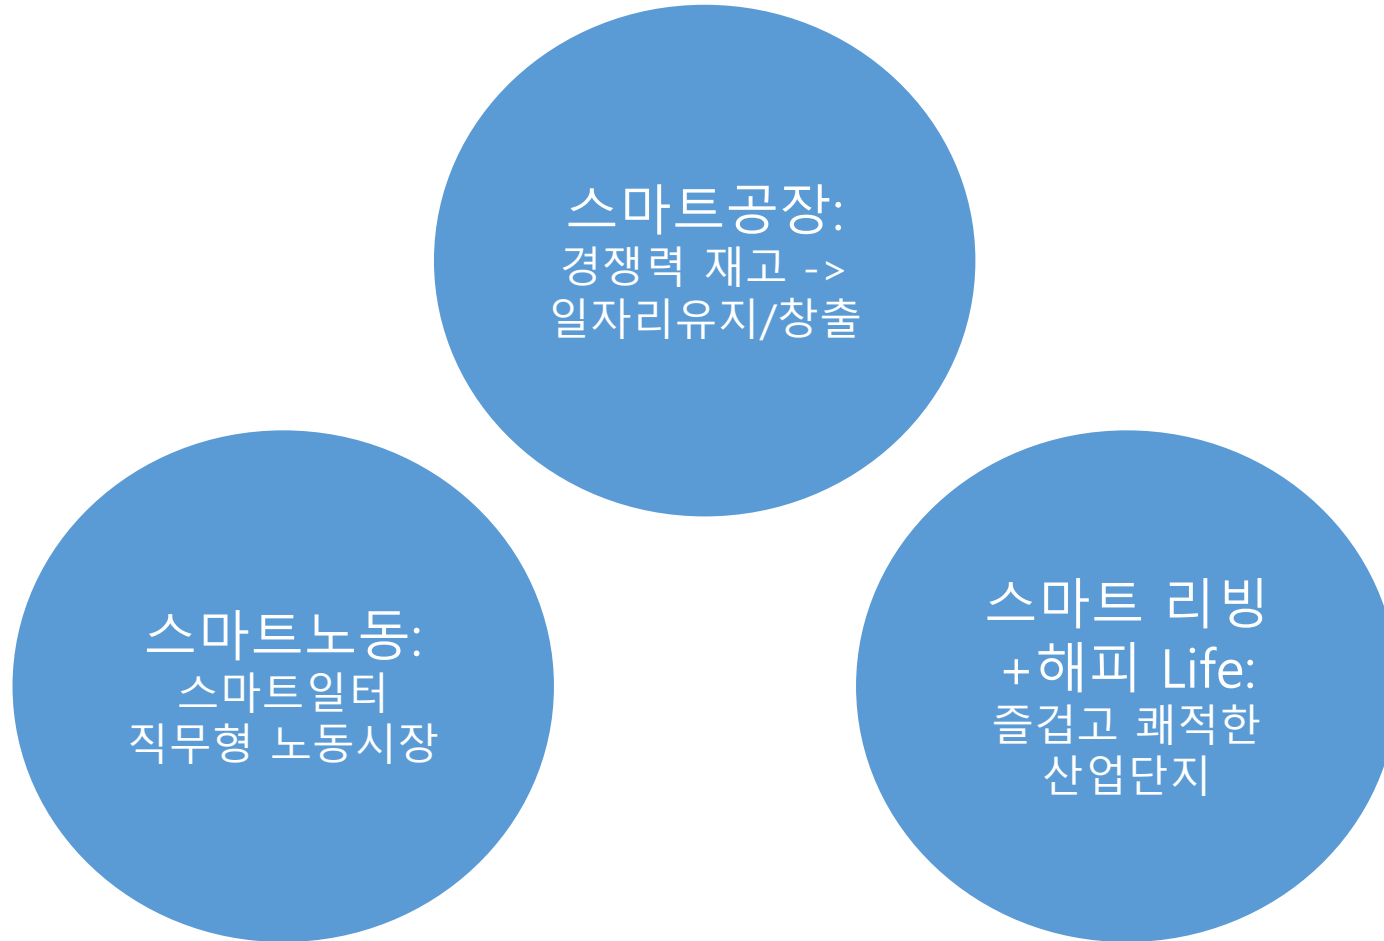 스마트공장:
경쟁력 재고 ->
일자리유지/창출
스마트노동:
스마트일터
직무형 노동시장
스마트 리빙
+해피 Life:
즐겁고 쾌적한
산업단지